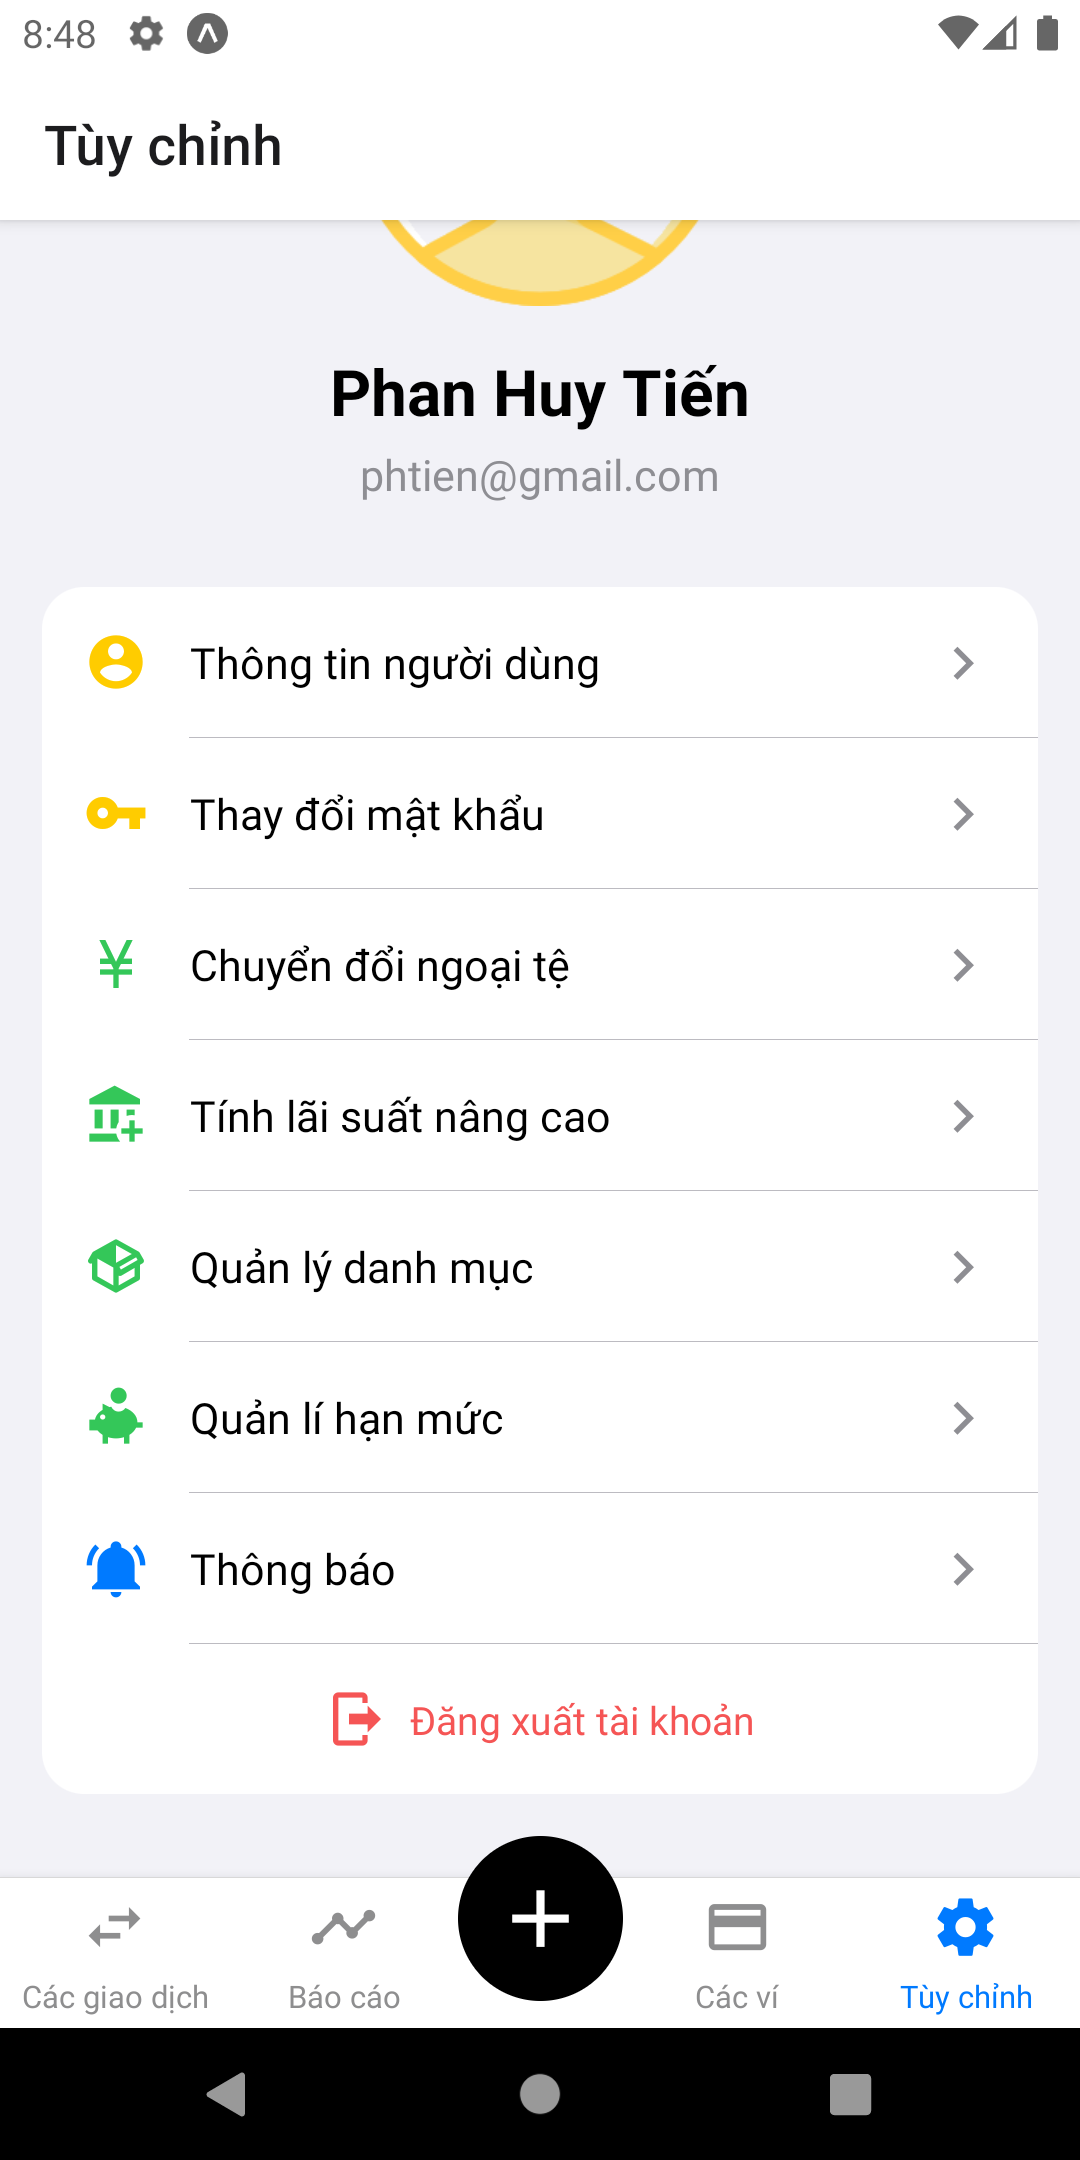 8:48
Tùy chỉnh
Phan Huy Tiến
phtien@gmail.com
Thông tin người dùng
Thay đổi mật khẩu
Chuyển đổi ngoại tệ
Tính lãi suất nâng cao
Quản lý danh mục
Quản lí hạn mức
Thông báo
Đăng xuất tài khoản
Các giao dịch
Báo cáo
Các ví
Tùy chỉnh